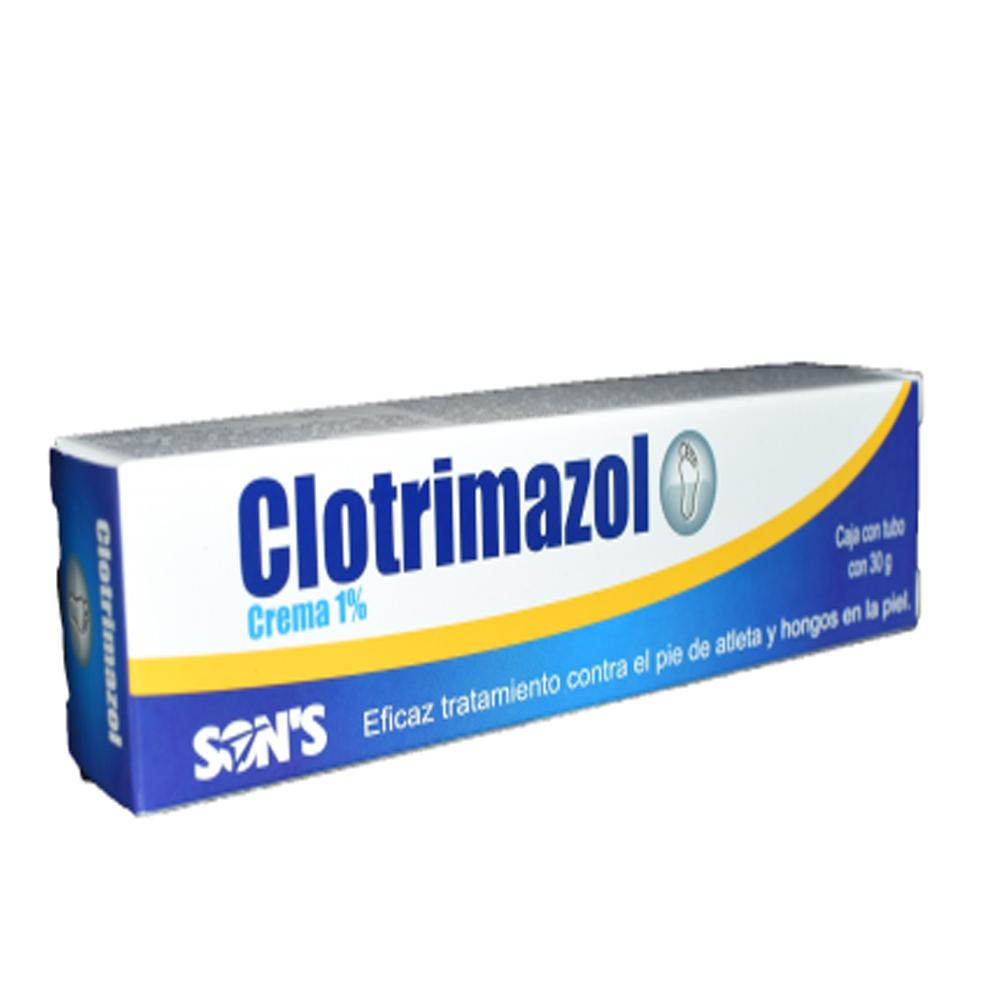 Clotrimazol
Crema 1%
Caja con tubo
con 30 g
Eficaz tratamiento contra el pie de atleta y hongos en la piel.
SON'S
Clotrimazol